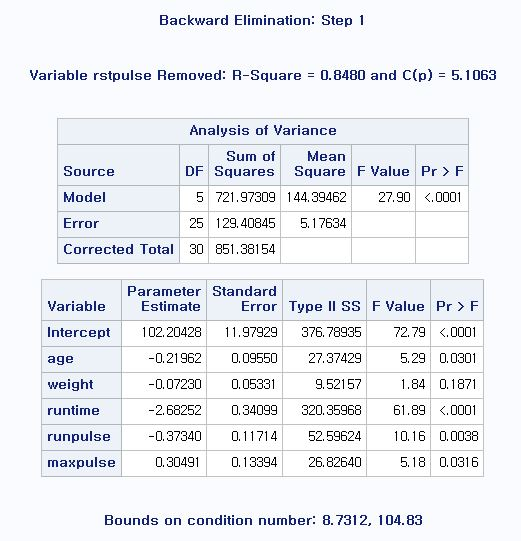 Backward Elimination: Step 1
Variable rstpulse Removed: R-Square = 0.8480 and C(p) = 5.1063
Analysis of Variance
Source DF Sum of Squares Mean Square F Value Pr > F
Model 5 721.97309 144.39462 27.90 <.0001
Error 25 129.40845 5.17634
Corrected Total 30 851.38154
Variable Parameter Estimate Standard Error Type II SS F Value Pr > F
Intercept 102.20428 11.97929 376.78935 72.79 <.0001
age -0.21962 0.09550 27.37429 5.29 0.0301
weight -0.07230 0.05331 9.52157 1.84 0.1871
runtime -2.68252 0.34099 320.35968 61.89 <.0001
runpulse -0.37340 0.11714 52.59624 10.16 0.0038
maxpulse 0.30491 0.13394 26.82640 5.18 0.0316
Bounds on condition number: 8.7312, 104.83